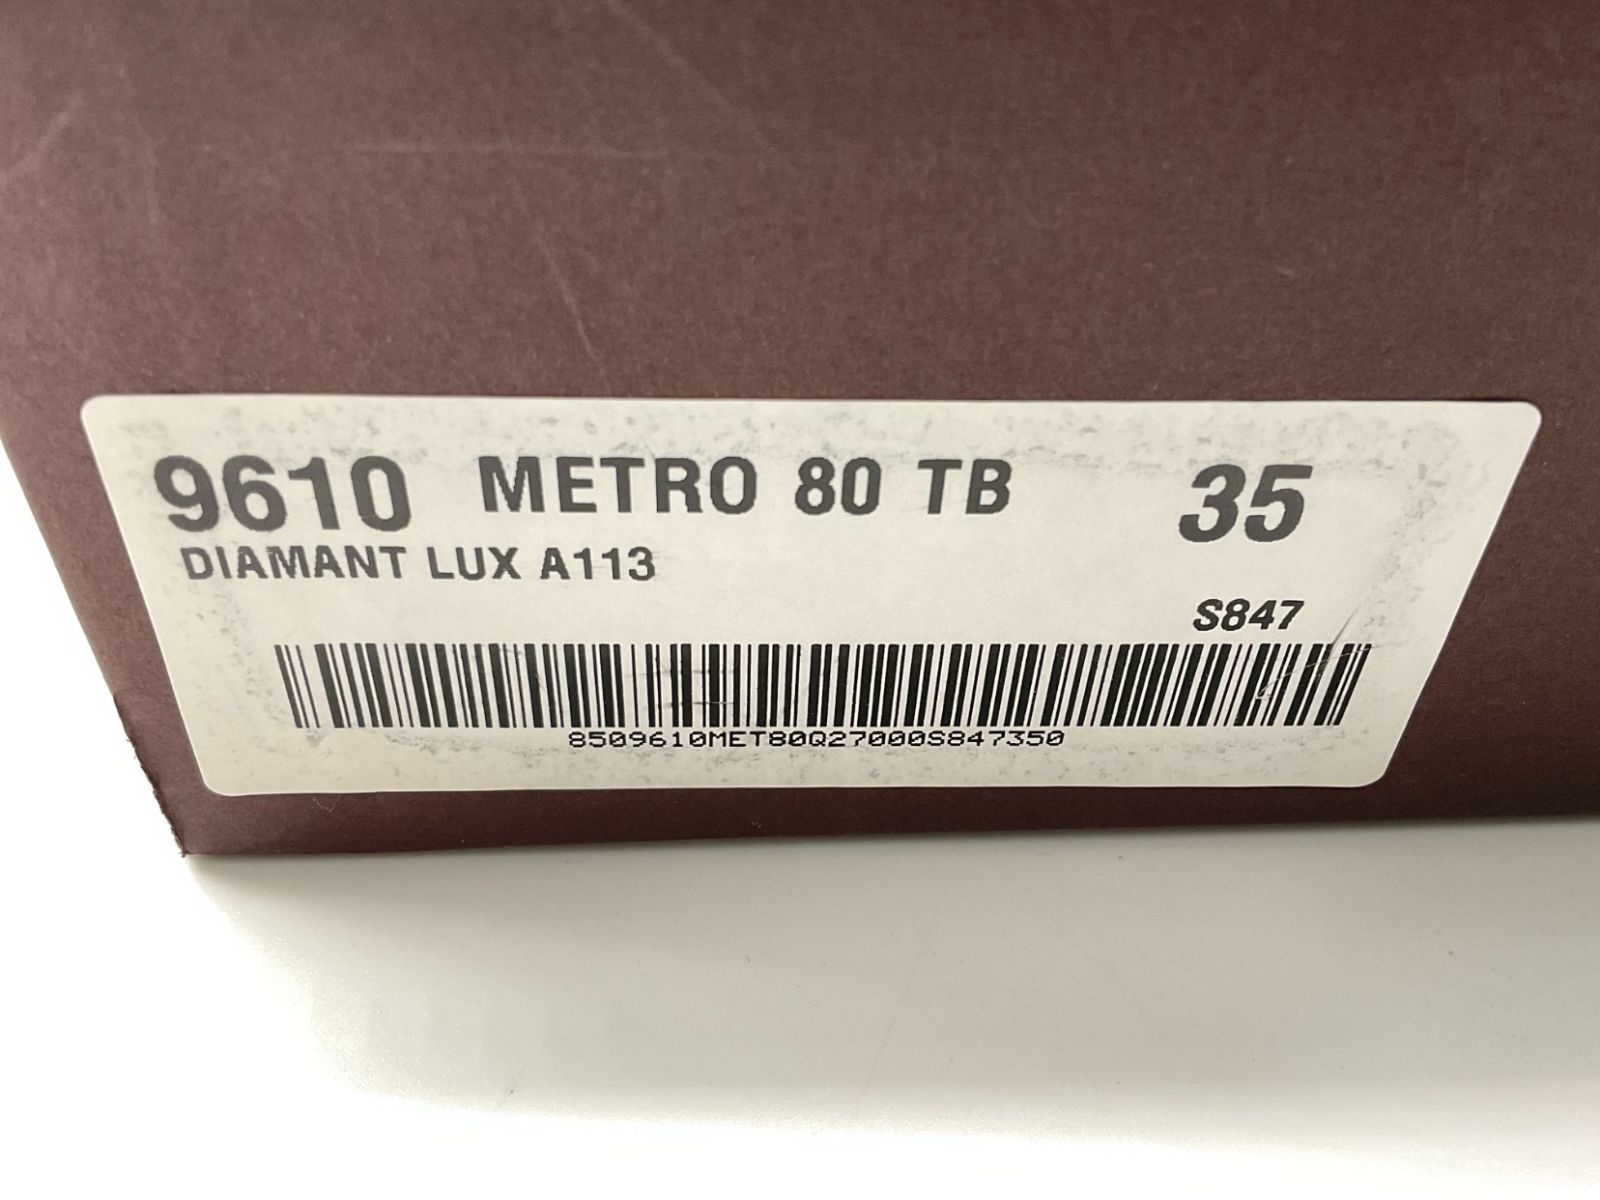 9610 METRO 80 TB 35
DIAMANT LUX A113
S847
8509610MET80Q27000S847350